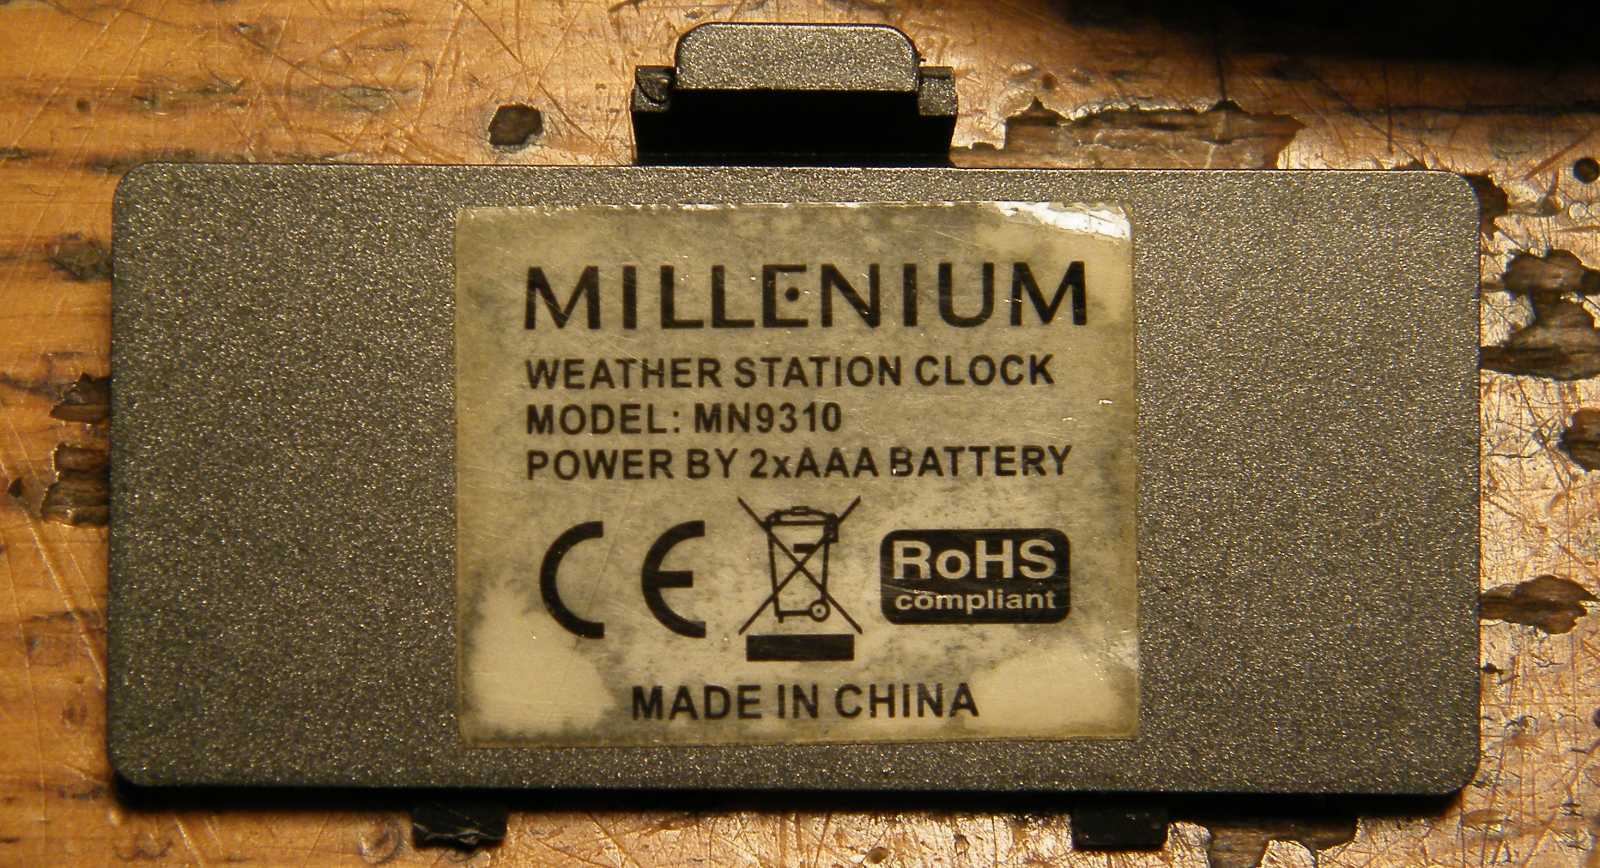 MILLENIUM
WEATHER STATION CLOCK
MODEL: MN9310
POWER BY 2xAAA BATTERY
CE RoHS
compliant
MADE IN CHINA